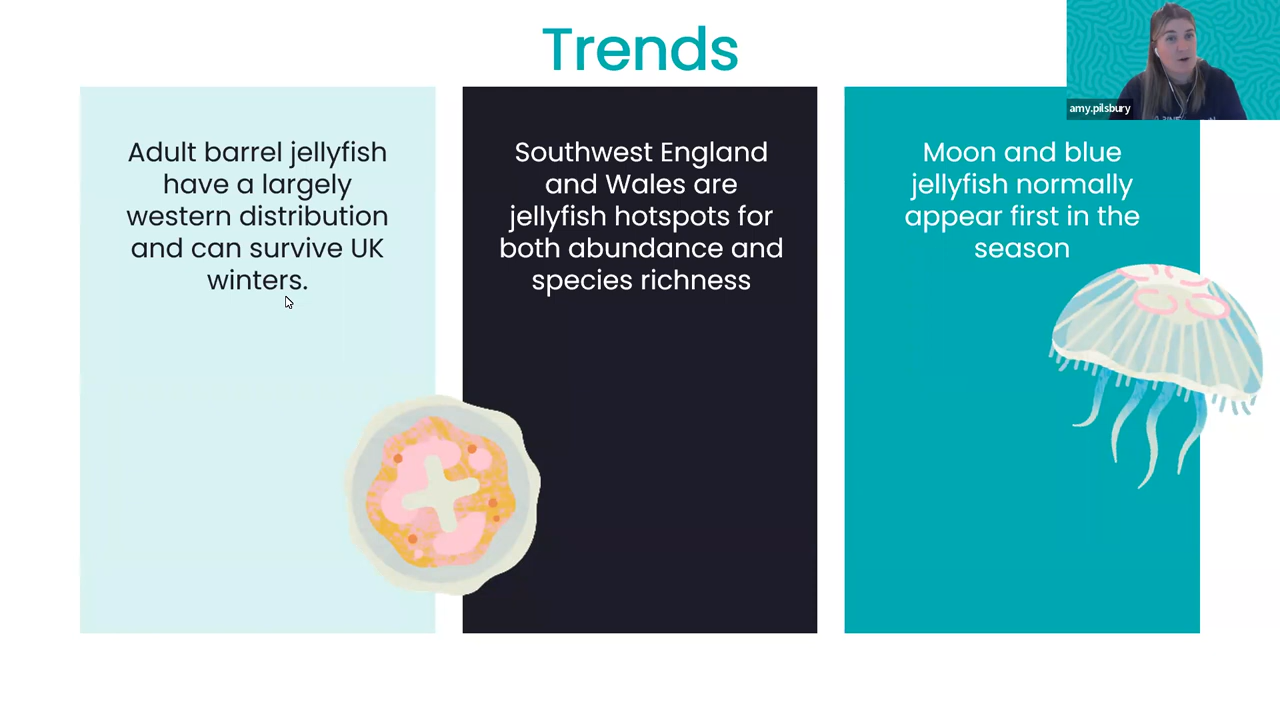 Trends
amy.pilsbury
Adult barrel jellyfish
have a largely
western distribution
and can survive UK
winters.
Southwest England
and Wales are
jellyfish hotspots for
both abundance and
species richness
Moon and blue
jellyfish normally
appear first in the
season